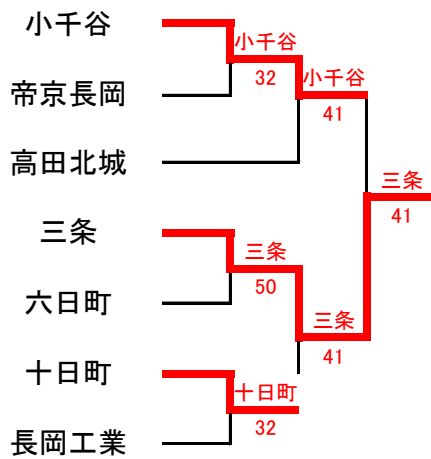 小千谷
小千谷
帝京長岡
32
小千谷
41
高田北城
三条
41
三条
三条
六日町
50
三条
41
十日町
十日町
32
長岡工業